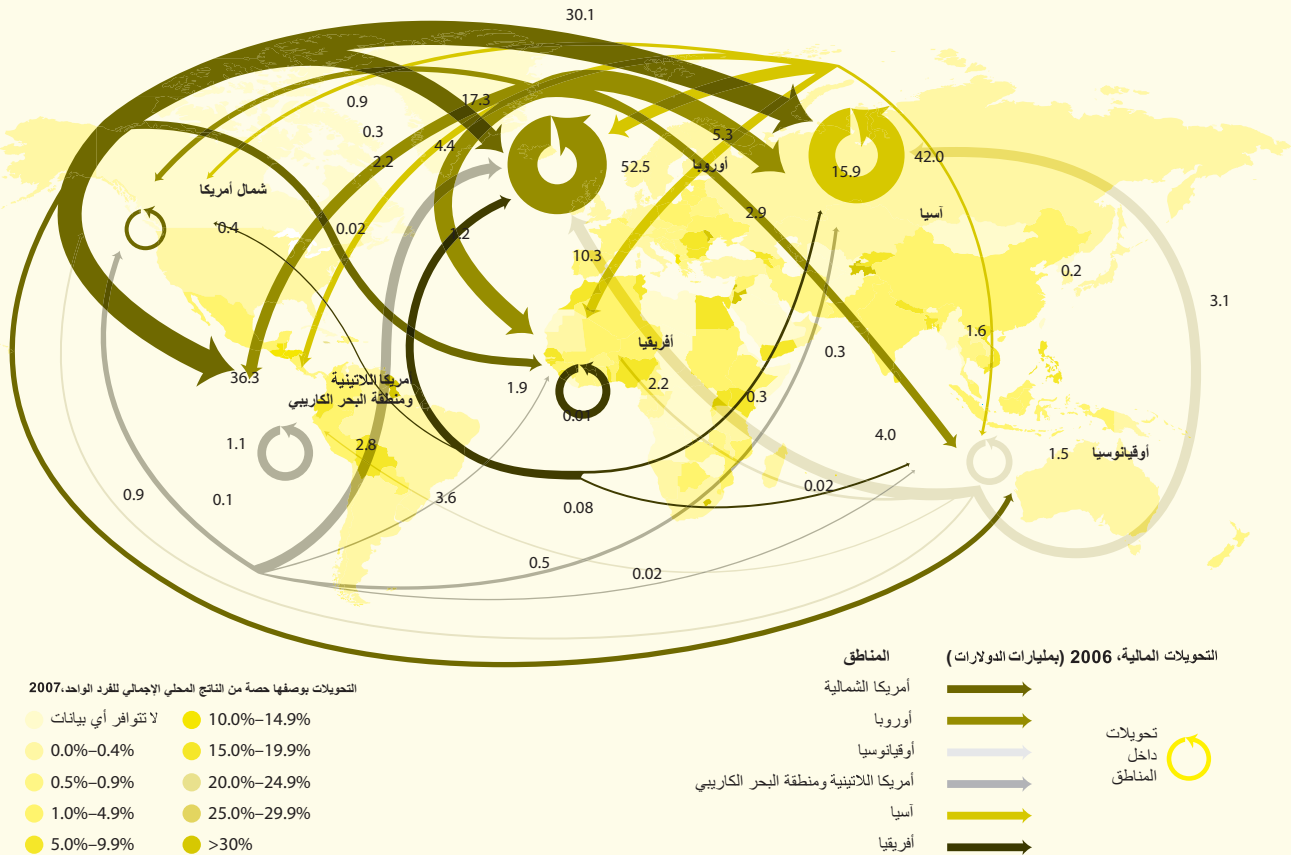 30.1
0.9
17.3
0.3
4.4
2.2
5.3
52.5
أوروبا
15.9
42.0
شمال أمريكا
0.4
0.02
1.2
2.9
آسيا
10.3
0.2
3.1
1.6
أفريقيا
0.3
36.3
مريكا اللاتينية
ومنطقة البحر الكاريبي
1.9
2.2
0.3
0.01
1.1
2.8
4.0
1.5
أوقيانوسيا
0.9
0.1
3.6
0.08
0.02
0.5
0.02
التحويلات المالية، 2006 (بمليارات الدولارات)
المناطق
أمريكا الشمالية
أوروبا
أوقيانوسيا
أمريكا اللاتينية ومنطقة البحر الكاريبي
آسيا
أفريقيا
تحويلات
داخل
المناطق
التحويلات بوصفها حصة من الناتج المحلي الإجمالي للفرد الواحد،2007
لا تتوافر أي بيانات
0.0%–0.4%
0.5%–0.9%
1.0%–4.9%
5.0%–9.9%
10.0%–14.9%
15.0%–19.9%
20.0%–24.9%
25.0%–29.9%
>30%